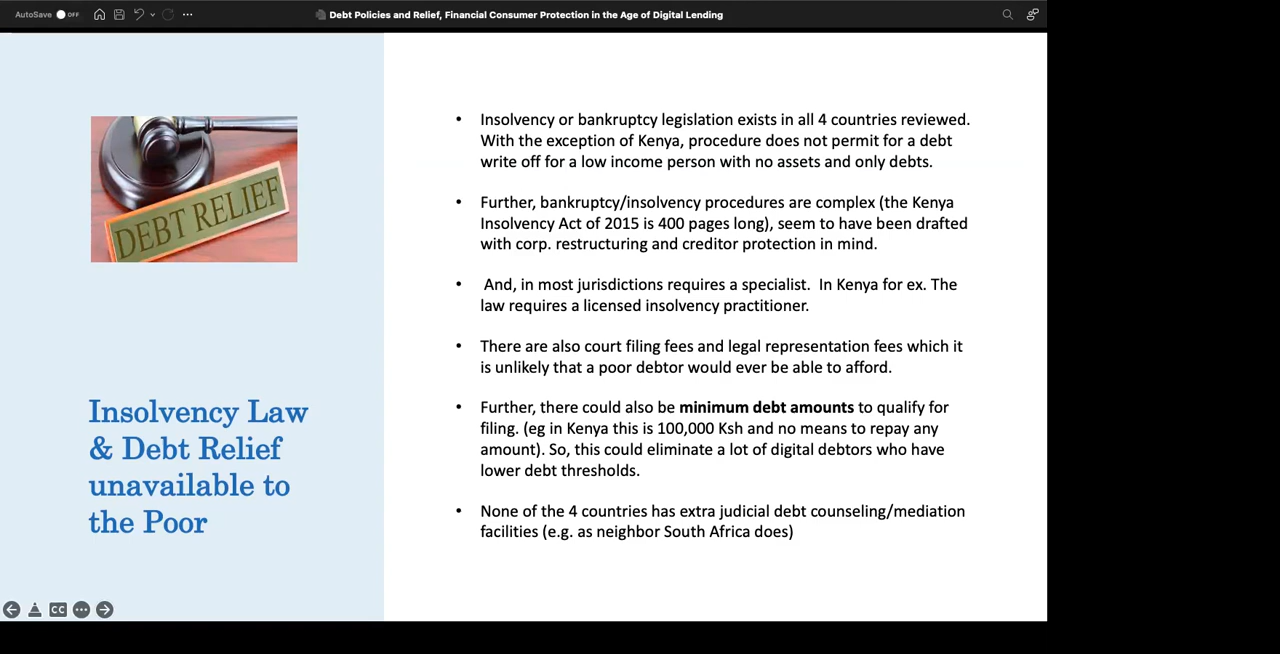 AutoSave OFF
Debt Policies and Relief, Financial Consumer Protection in the Age of Digital Lending
DEBT RELIEF
Insolvency Law
& Debt Relief
unavailable to
the Poor
• Insolvency or bankruptcy legislation exists in all 4 countries reviewed.
With the exception of Kenya, procedure does not permit for a debt
write off for a low income person with no assets and only debts.
• Further, bankruptcy/insolvency procedures are complex (the Kenya
Insolvency Act of 2015 is 400 pages long), seem to have been drafted
with corp. restructuring and creditor protection in mind.
• And, in most jurisdictions requires a specialist. In Kenya for ex. The
law requires a licensed insolvency practitioner.
• There are also court filing fees and legal representation fees which it
is unlikely that a poor debtor would ever be able to afford.
• Further, there could also be minimum debt amounts to qualify for
filing. (eg in Kenya this is 100,000 Ksh and no means to repay any
amount). So, this could eliminate a lot of digital debtors who have
lower debt thresholds.
• None of the 4 countries has extra judicial debt counseling/mediation
facilities (e.g. as neighbor South Africa does)
CC